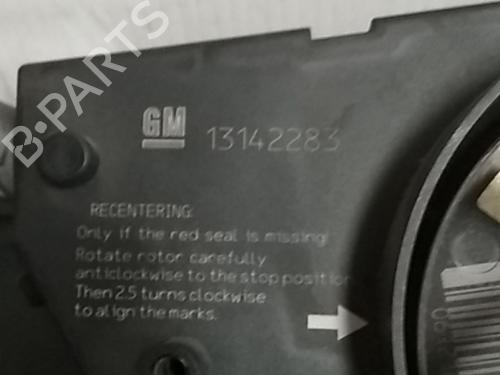 B-PARTS
GM 13142283
RECENTERING:
Only if the red seal is missing!
Rotate rotor carefully
anticlockwise to the stop position
Then 2.5 turns clockwise
to align the marks.